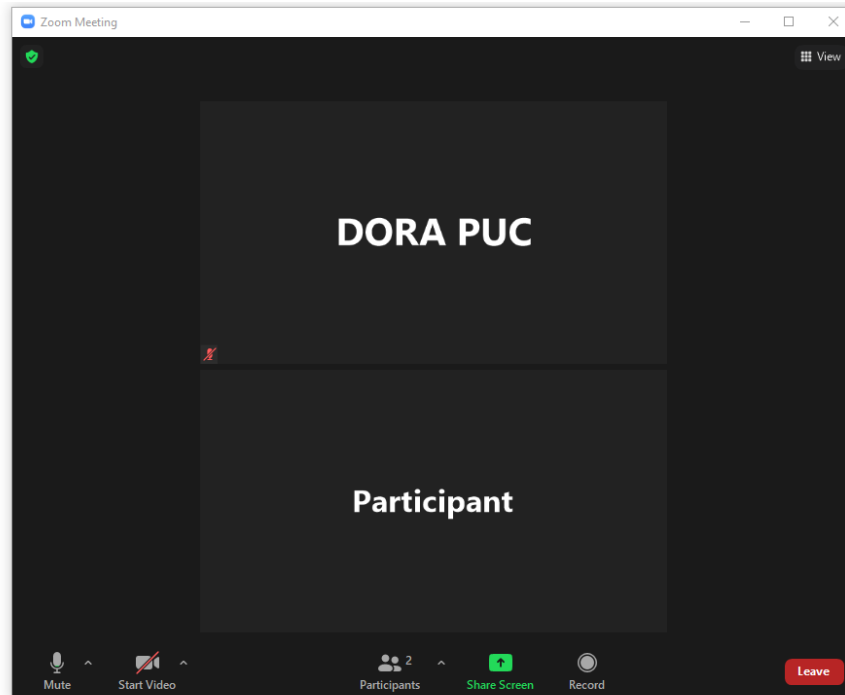 Zoom Meeting
View
DORA PUC
Participant
Mute
Start Video
2
Participants
Share Screen
Record
Leave